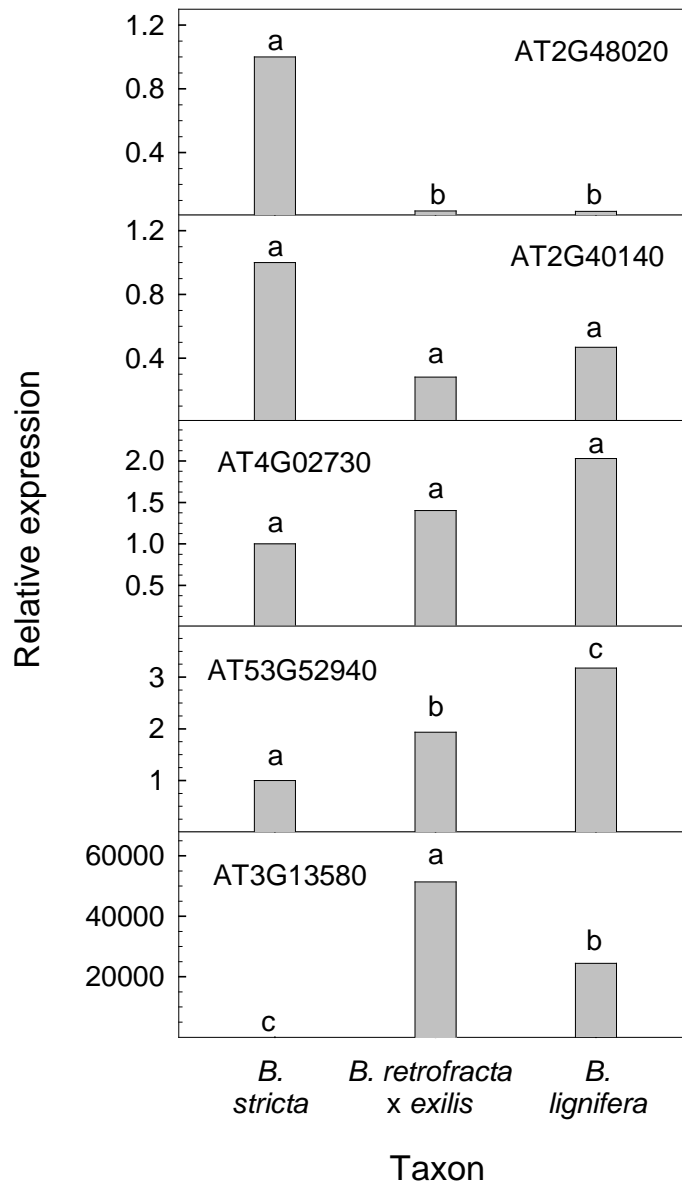 Relative expression
1.2
0.8
0.4
a
b
b
AT2G48020
1.2
0.8
0.4
a
a
a
AT2G40140
2.0
1.5
1.0
0.5
AT4G02730
a
a
a
3
2
1
AT53G52940
a
b
c
60000
40000
20000
AT3G13580
c
a
b
B. stricta
B. retrofracta x exilis
B. lignifera
Taxon